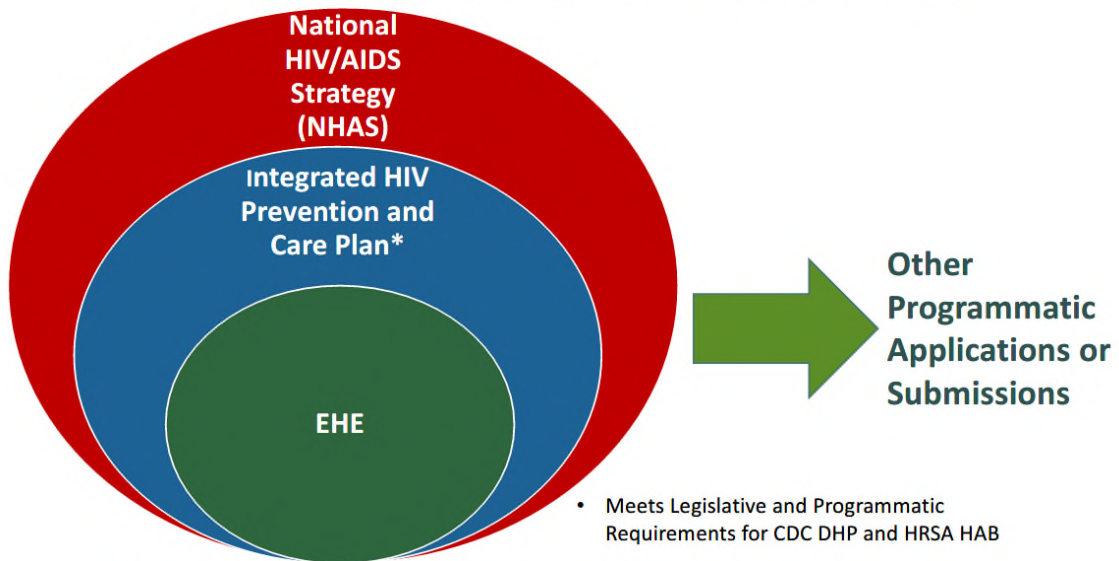 National
HIV/AIDS
Strategy
(NHAS)
Integrated HIV
Prevention and
Care Plan*
EHE
Other
Programmatic
Applications or
Submissions
• Meets Legislative and Programmatic
Requirements for CDC DHP and HRSA HAB